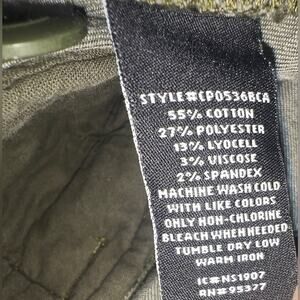 STYLE#CP0536BCA
55% COTTON
27% POLYESTER
13% LYOCELL
3% VISCOSE
2% SPANDEX
MACHINE WASH COLD
WITH LIKE COLORS
ONLY NON-CHLORINE
BLEACH WHEN NEEDED
TUMBLE DRY LOW
WARM IRON
IC#NS1907
RN#95377